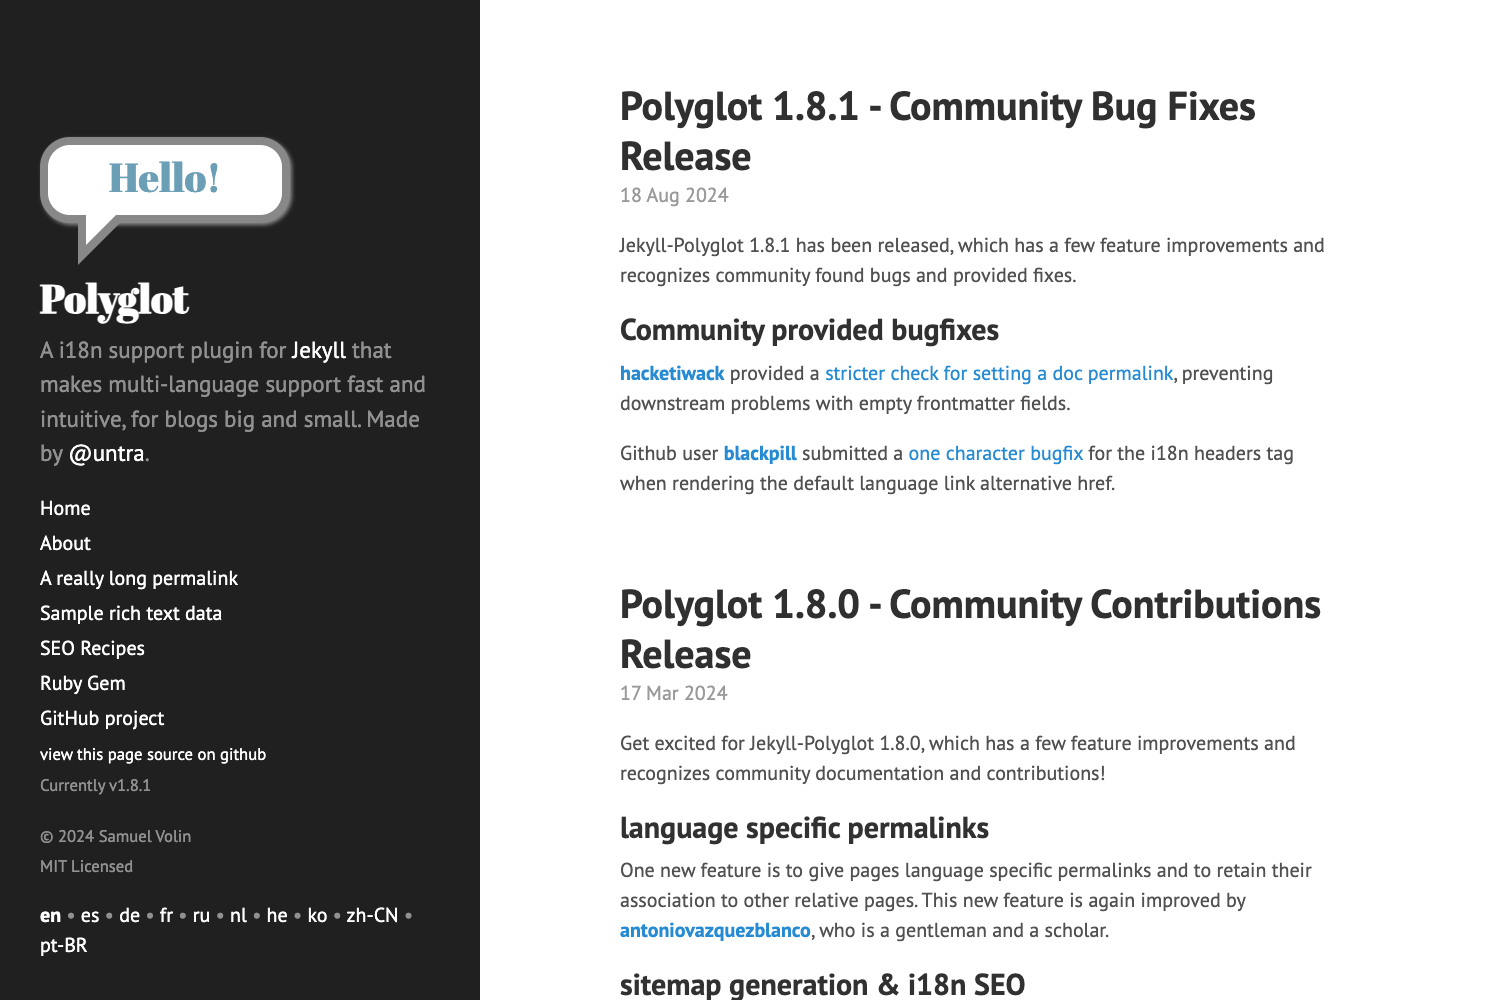 Hello!
Polyglot
A i18n support plugin for Jekyll that
makes multi-language support fast and
intuitive, for blogs big and small. Made
by @untra.
Home
About
A really long permalink
Sample rich text data
SEO Recipes
Ruby Gem
GitHub project
view this page source on github
Currently v1.8.1
© 2024 Samuel Volin
MIT Licensed
en • es • de • fr • ru • nl • he • ko • zh-CN •
pt-BR
Polyglot 1.8.1 - Community Bug Fixes
Release
18 Aug 2024
Jekyll-Polyglot 1.8.1 has been released, which has a few feature improvements and
recognizes community found bugs and provided fixes.
Community provided bugfixes
hacketiwack provided a stricter check for setting a doc permalink, preventing
downstream problems with empty frontmatter fields.
Github user blackpill submitted a one character bugfix for the i18n headers tag
when rendering the default language link alternative href.
Polyglot 1.8.0 - Community Contributions
Release
17 Mar 2024
Get excited for Jekyll-Polyglot 1.8.0, which has a few feature improvements and
recognizes community documentation and contributions!
language specific permalinks
One new feature is to give pages language specific permalinks and to retain their
association to other relative pages. This new feature is again improved by
antoniovazquezblanco, who is a gentleman and a scholar.
sitemap generation & i18n SEO